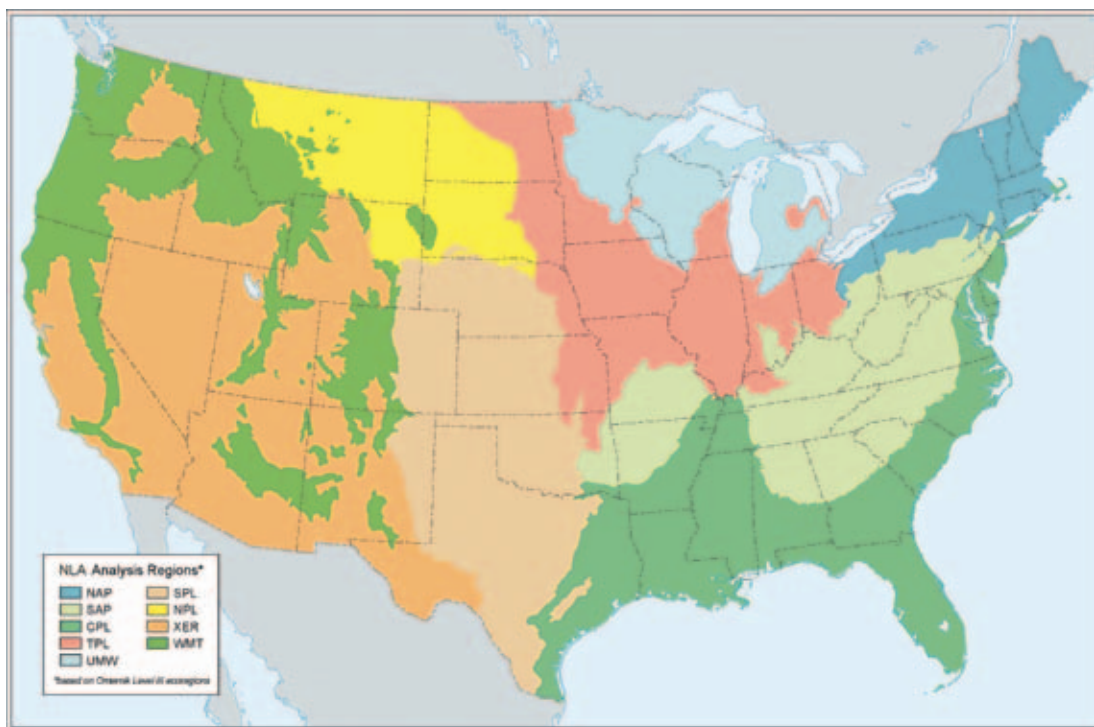 NLA Analysis Regions*
NAP
SAP
CPL
TPL
UMW
SPL
NPL
XER
WMT
*based on Omernik Level III ecoregions